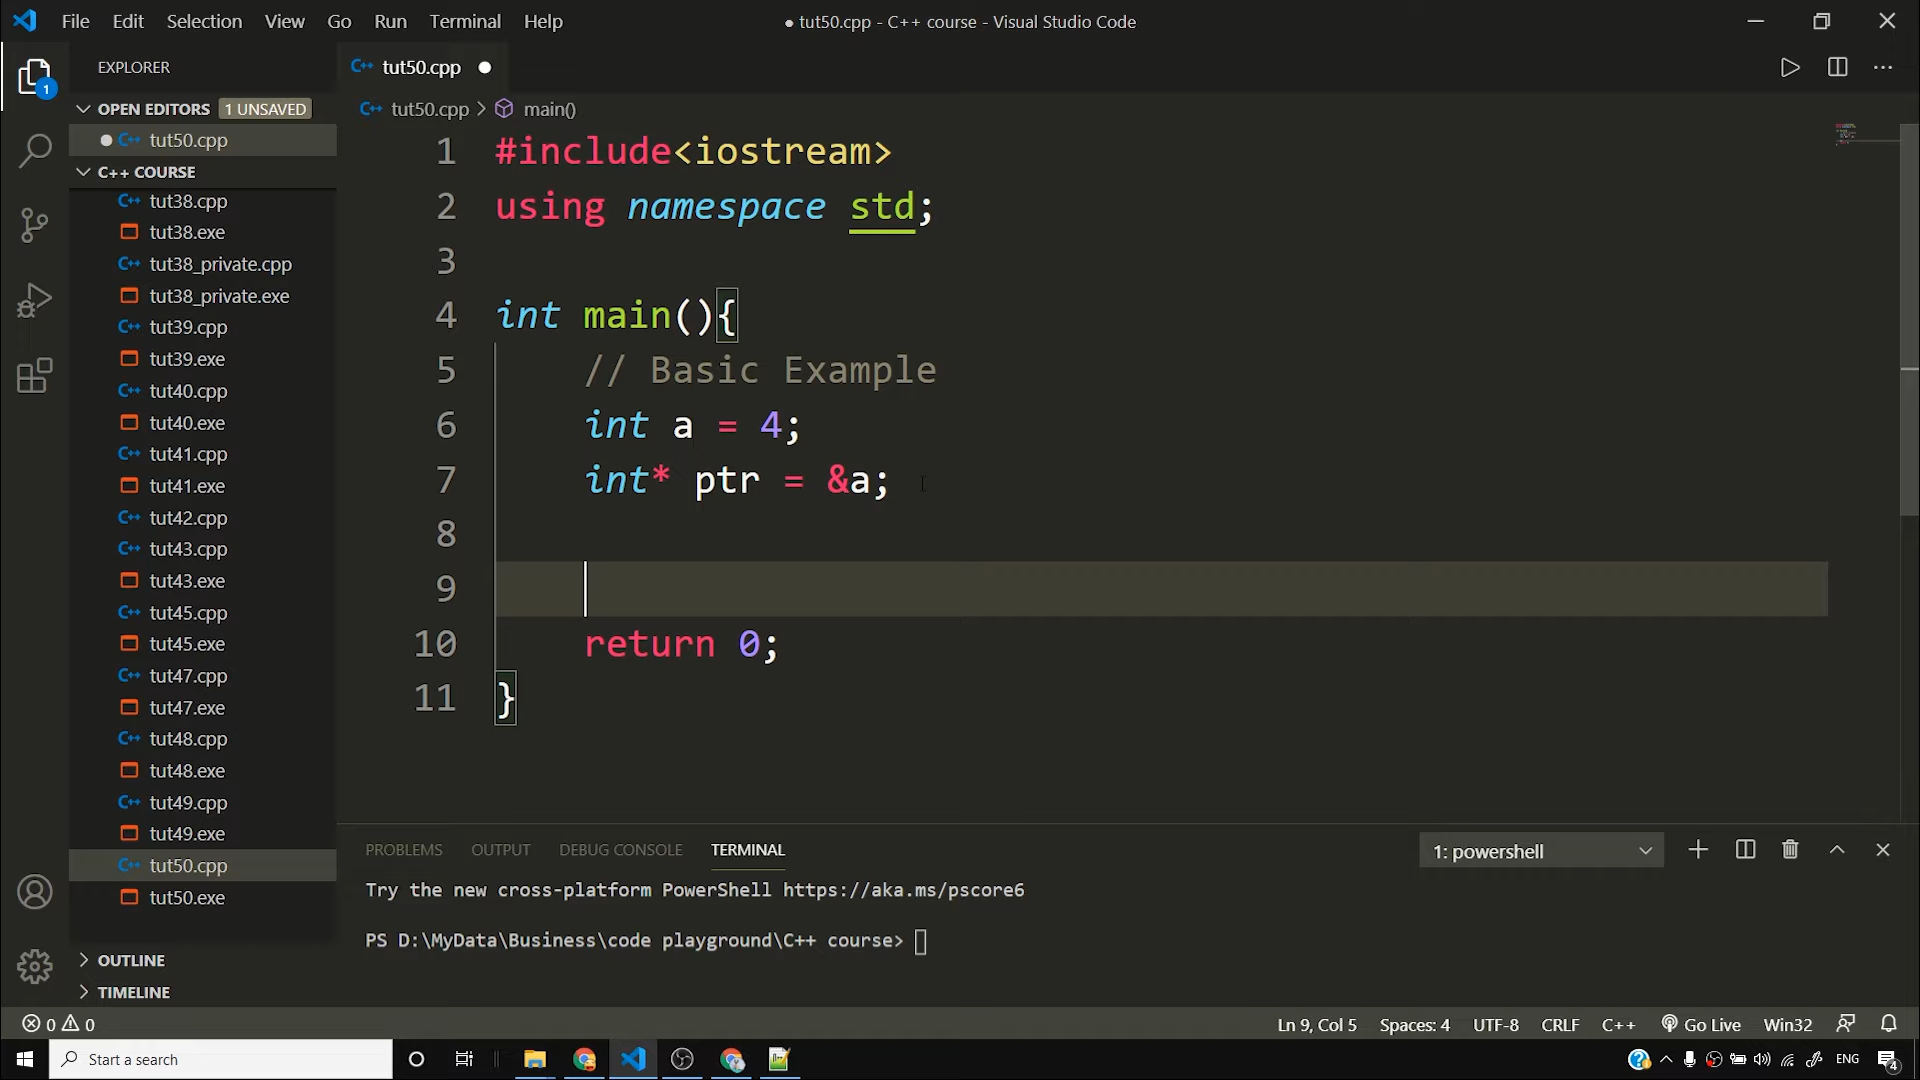 File Edit Selection View Go Run Terminal Help
● tut50.cpp - C++ course - Visual Studio Code
EXPLORER
1
OPEN EDITORS 1 UNSAVED
tut50.cpp
C++ COURSE
tut38.cpp
tut38.exe
tut38_private.cpp
tut38_private.exe
tut39.cpp
tut39.exe
tut40.cpp
tut40.exe
tut41.cpp
tut41.exe
tut42.cpp
tut43.cpp
tut43.exe
tut45.cpp
tut45.exe
tut47.cpp
tut47.exe
tut48.cpp
tut48.exe
tut49.cpp
tut49.exe
tut50.cpp
tut50.exe
OUTLINE
TIMELINE
tut50.cpp
tut50.cpp > main()
1 #include<iostream>
2 using namespace std;
3
4 int main(){
5 // Basic Example
6 int a = 4;
7 int* ptr = &a;
8
9
10 return 0;
11 }
PROBLEMS OUTPUT DEBUG CONSOLE TERMINAL
1: powershell
Try the new cross-platform PowerShell https://aka.ms/pscore6
PS D:\MyData\Business\code playground\C++ course>
0 0
Ln 9, Col 5 Spaces: 4 UTF-8 CRLF C++ Go Live Win32
Start a search
ENG
4